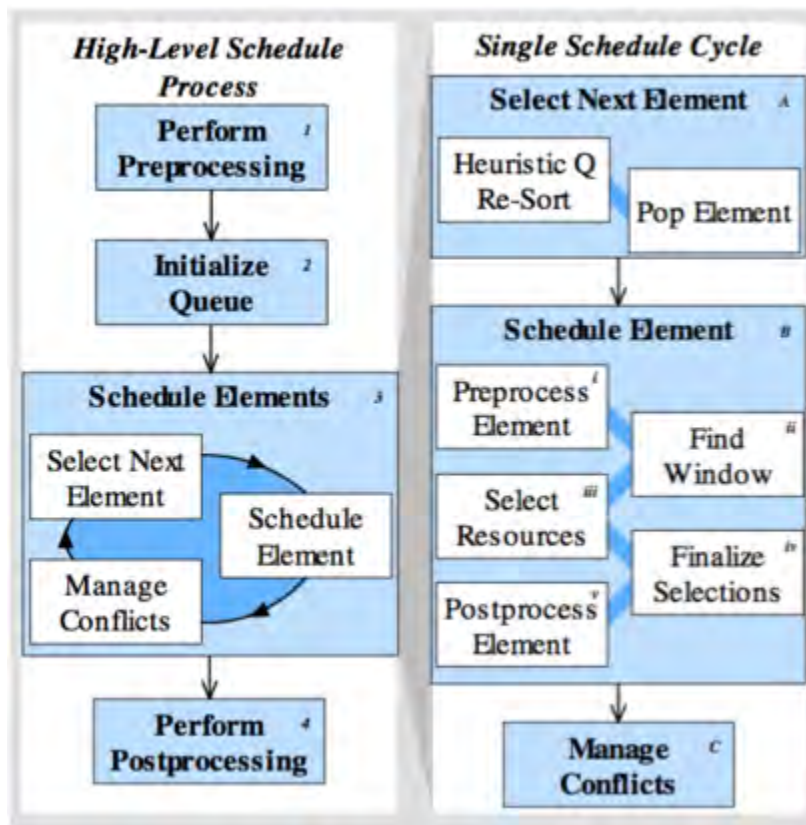 High-Level Schedule
Process
Perform 1
Preprocessing
Initialize 2
Queue
Schedule Elements 3
Select Next
Element
Schedule
Element
Manage
Conflicts
Perform 4
Postprocessing
Single Schedule Cycle
Select Next Element A
Heuristic Q
Re-Sort
Pop Element
Schedule Element B
Preprocess i
Element
Find ii
Window
Select iii
Resources
Finalize iv
Selections
Postprocess v
Element
Manage C
Conflicts